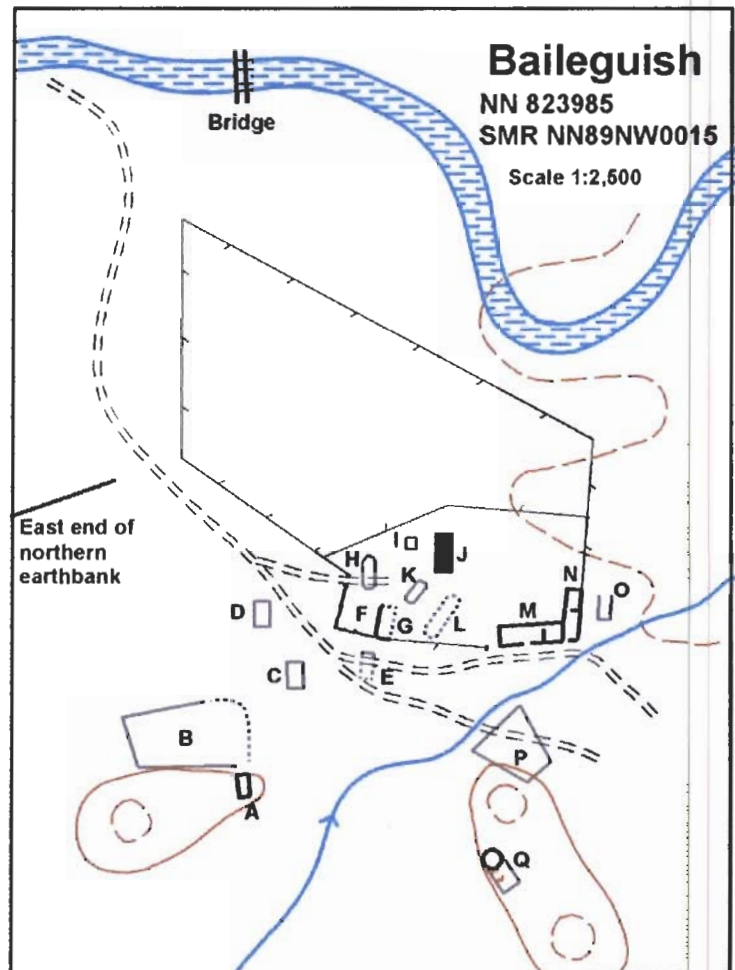 Baileguish
NN 823985
SMR NN89NW0015
Scale 1:2,500
Bridge
East end of
northern
earthbank
I
J
H
K
N
O
D
F
G
L
M
C
E
B
P
A
Q